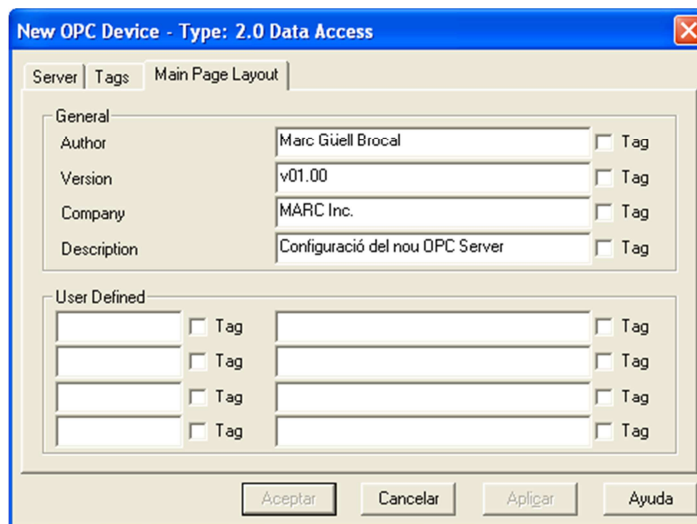 New OPC Device - Type: 2.0 Data Access
Server Tags Main Page Layout
General
Author Marc Güell Brocal Tag
Version v01.00 Tag
Company MARC Inc. Tag
Description Configuració del nou OPC Server Tag
User Defined
Tag Tag
Tag Tag
Tag Tag
Tag Tag
Aceptar Cancelar Aplicar Ayuda